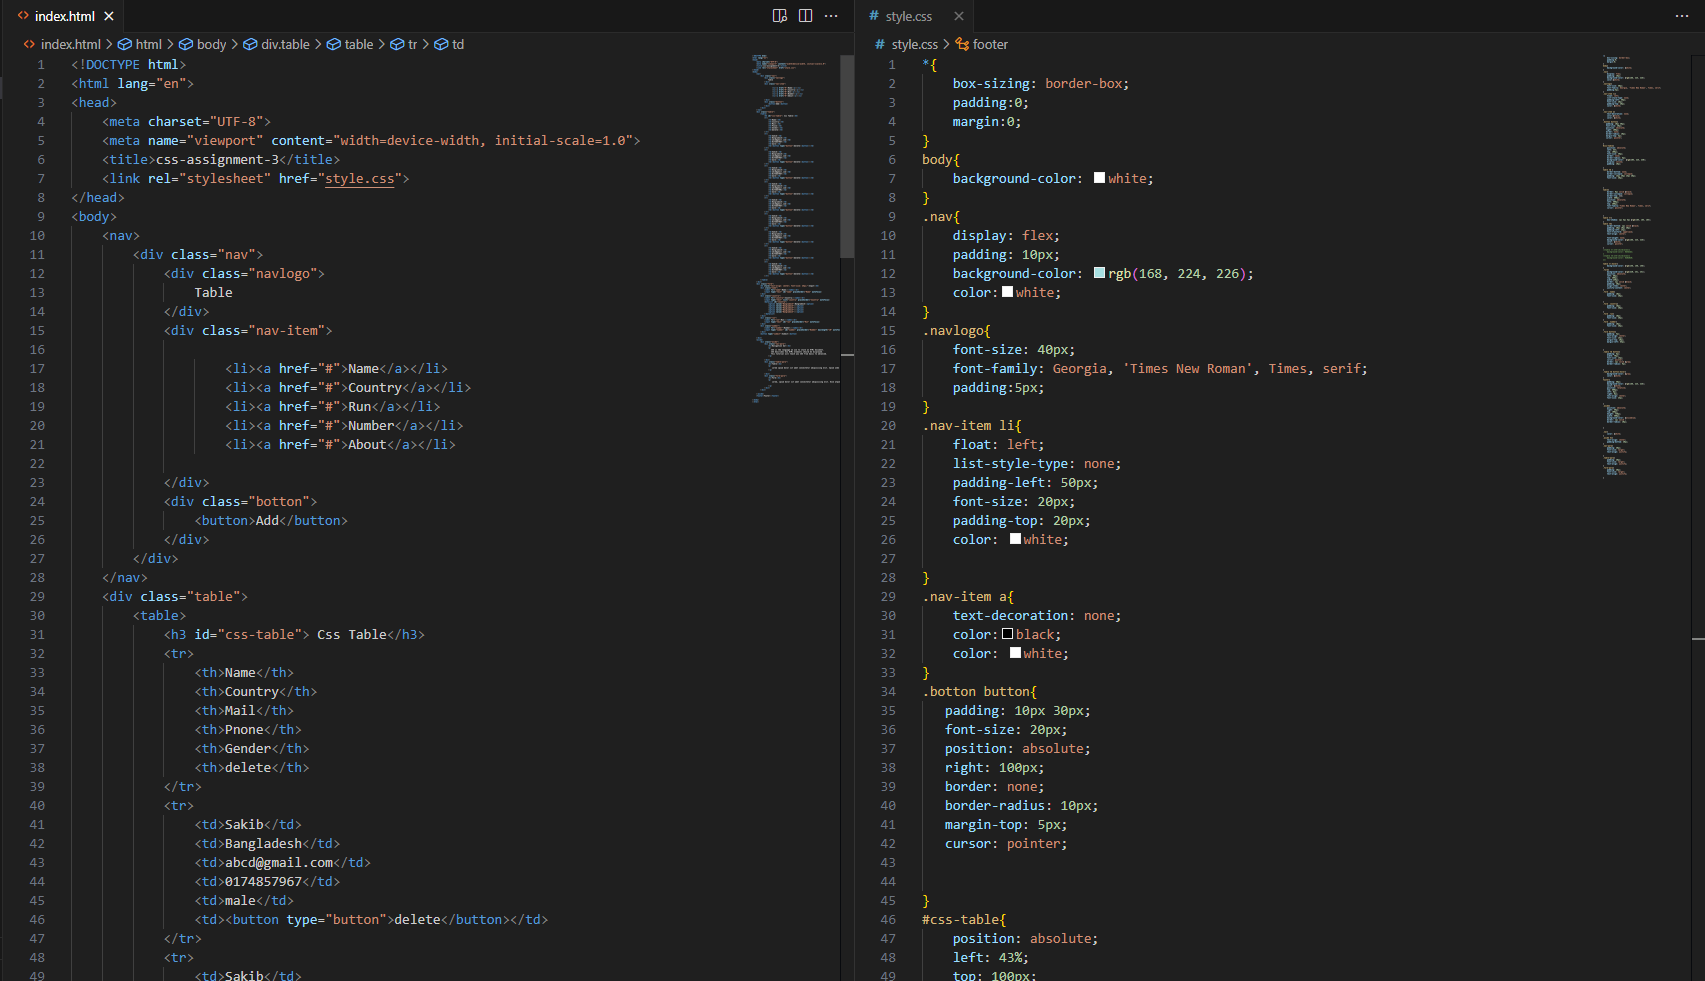 index.html
index.html > html > body > div.table > table > tr > td
1 <!DOCTYPE html>
2 <html lang="en">
3 <head>
4 <meta charset="UTF-8">
5 <meta name="viewport" content="width=device-width, initial-scale=1.0">
6 <title>css-assignment-3</title>
7 <link rel="stylesheet" href="style.css">
8 </head>
9 <body>
10 <nav>
11 <div class="nav">
12 <div class="navlogo">
13 Table
14 </div>
15 <div class="nav-item">
16
17 <li><a href="#">Name</a></li>
18 <li><a href="#">Country</a></li>
19 <li><a href="#">Run</a></li>
20 <li><a href="#">Number</a></li>
21 <li><a href="#">About</a></li>
22
23 </div>
24 <div class="botton">
25 <button>Add</button>
26 </div>
27 </div>
28 </nav>
29 <div class="table">
30 <table>
31 <h3 id="css-table"> Css Table</h3>
32 <tr>
33 <th>Name</th>
34 <th>Country</th>
35 <th>Mail</th>
36 <th>Pnone</th>
37 <th>Gender</th>
38 <th>delete</th>
39 </tr>
40 <tr>
41 <td>Sakib</td>
42 <td>Bangladesh</td>
43 <td>abcd@gmail.com</td>
44 <td>0174857967</td>
45 <td>male</td>
46 <td><button type="button">delete</button></td>
47 </tr>
48 <tr>
49 <td>Sakib</td>
# style.css
# style.css > footer
1 *{
2 box-sizing: border-box;
3 padding:0;
4 margin:0;
5 }
6 body{
7 background-color: white;
8 }
9 .nav{
10 display: flex;
11 padding: 10px;
12 background-color: rgb(168, 224, 226);
13 color: white;
14 }
15 .navlogo{
16 font-size: 40px;
17 font-family: Georgia, 'Times New Roman', Times, serif;
18 padding:5px;
19 }
20 .nav-item li{
21 float: left;
22 list-style-type: none;
23 padding-left: 50px;
24 font-size: 20px;
25 padding-top: 20px;
26 color: white;
27
28 }
29 .nav-item a{
30 text-decoration: none;
31 color: black;
32 color: white;
33 }
34 .botton button{
35 padding: 10px 30px;
36 font-size: 20px;
37 position: absolute;
38 right: 100px;
39 border: none;
40 border-radius: 10px;
41 margin-top: 5px;
42 cursor: pointer;
43
44
45 }
46 #css-table{
47 position: absolute;
48 left: 43%;
49 top: 100px;